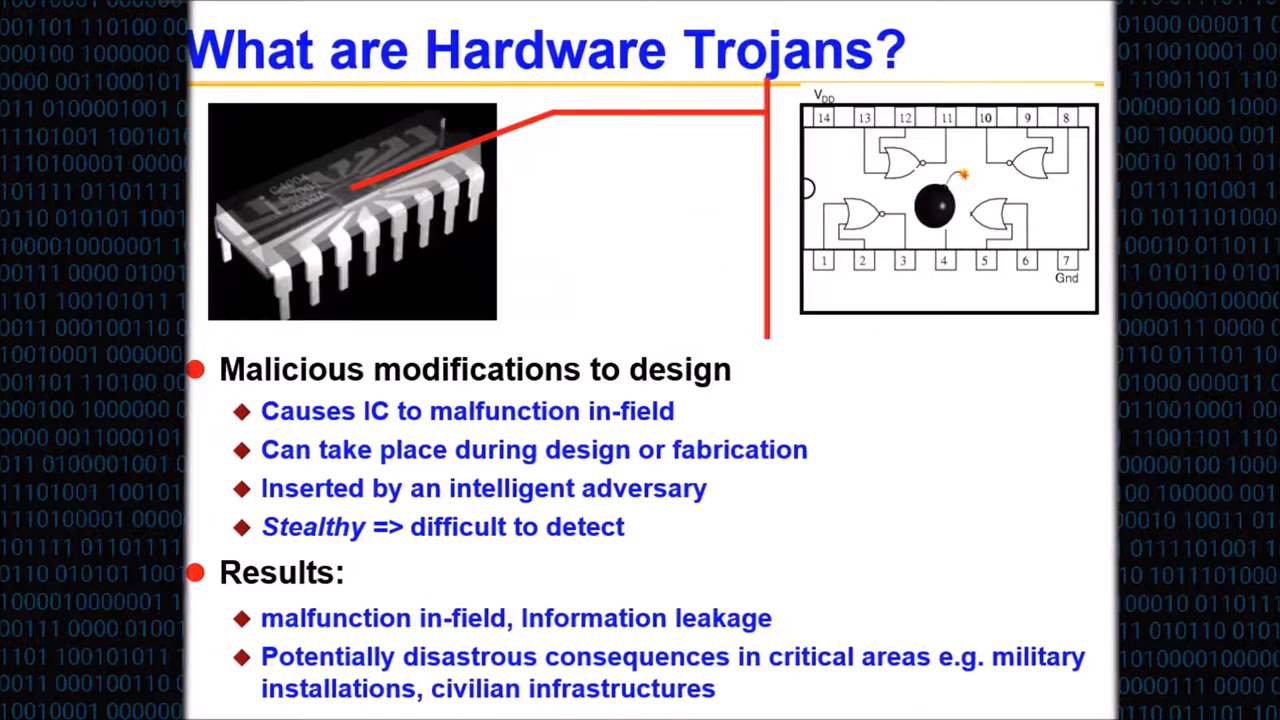 What are Hardware Trojans?
VDD
14 13 12 11 10 9 8
1 2 3 4 5 6 7
Gnd
Malicious modifications to design
Causes IC to malfunction in-field
Can take place during design or fabrication
Inserted by an intelligent adversary
Stealthy => difficult to detect
Results:
malfunction in-field, Information leakage
Potentially disastrous consequences in critical areas e.g. military
installations, civilian infrastructures